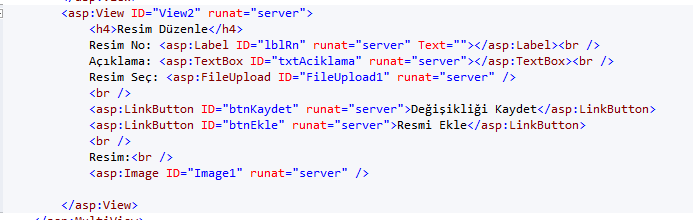 <asp:View ID="View2" runat="server">
<h4>Resim Düzenle</h4>
Resim No: <asp:Label ID="lblRn" runat="server" Text=""></asp:Label><br />
Açıklama: <asp:TextBox ID="txtAciklama" runat="server"></asp:TextBox><br />
Resim Seç: <asp:FileUpload ID="FileUpload1" runat="server" />
<br />
<asp:LinkButton ID="btnKaydet" runat="server">Değişikliği Kaydet</asp:LinkButton>
<asp:LinkButton ID="btnEkle" runat="server">Resmi Ekle</asp:LinkButton>
<br />
Resim:<br />
<asp:Image ID="Image1" runat="server" />
</asp:View>